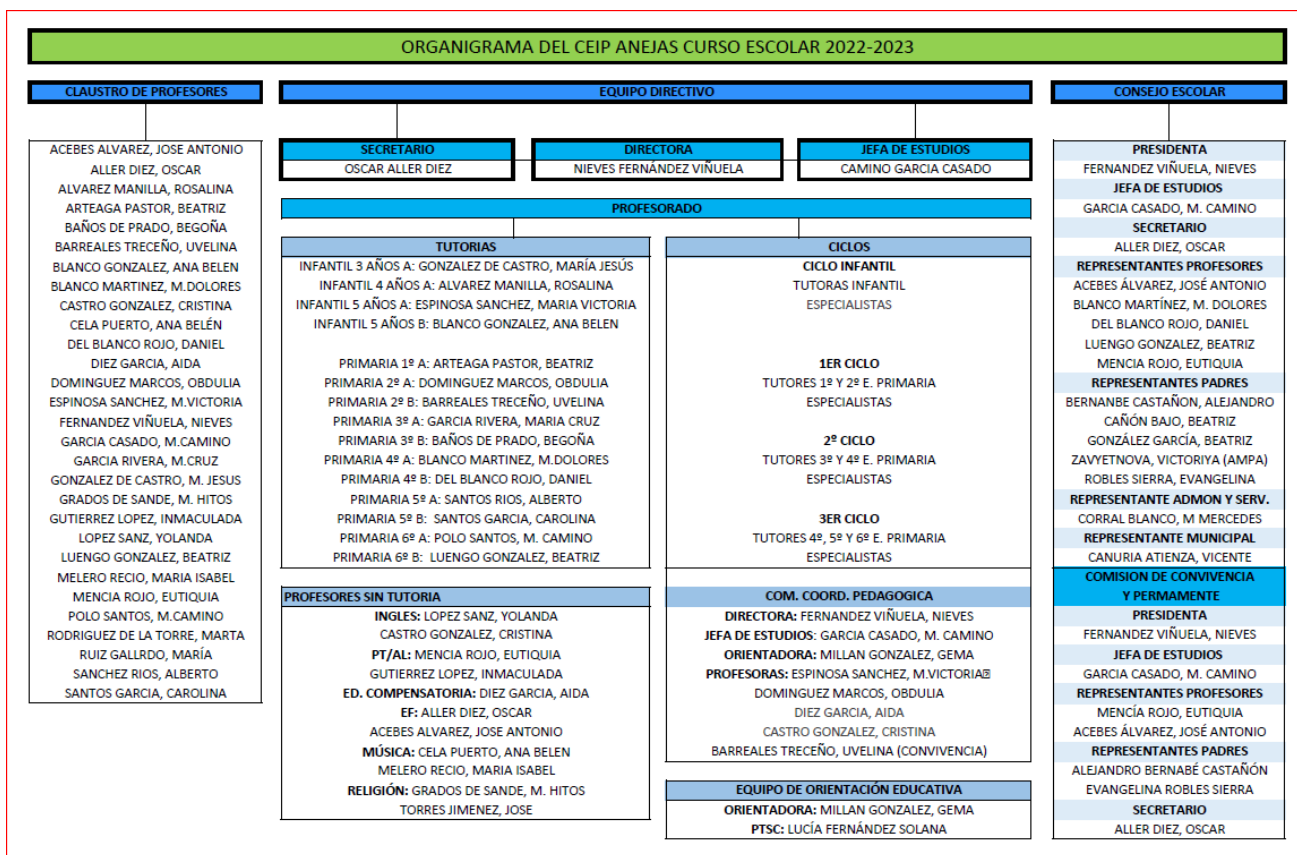 ORGANIGRAMA DEL CEIP ANEJAS CURSO ESCOLAR 2022-2023
CLAUSTRO DE PROFESORES
ACEBES ALVAREZ, JOSE ANTONIO
ALLER DIEZ, OSCAR
ALVAREZ MANILLA, ROSALINA
ARTEAGA PASTOR, BEATRIZ
BAÑOS DE PRADO, BEGOÑA
BARREALES TRECEÑO, UVELINA
BLANCO GONZALEZ, ANA BELEN
BLANCO MARTINEZ, M.DOLORES
CASTRO GONZALEZ, CRISTINA
CELA PUERTO, ANA BELÉN
DEL BLANCO ROJO, DANIEL
DIEZ GARCIA, AIDA
DOMINGUEZ MARCOS, OBDULIA
ESPINOSA SANCHEZ, M.VICTORIA
FERNANDEZ VIÑUELA, NIEVES
GARCIA CASADO, M.CAMINO
GARCIA RIVERA, M.CRUZ
GONZALEZ DE CASTRO, M. JESUS
GRADOS DE SANDE, M. HITOS
GUTIERREZ LOPEZ, INMACULADA
LOPEZ SANZ, YOLANDA
LUENGO GONZALEZ, BEATRIZ
MELERO RECIO, MARIA ISABEL
MENCIA ROJO, EUTIQUIA
POLO SANTOS, M.CAMINO
RODRIGUEZ DE LA TORRE, MARTA
RUIZ GALLRDO, MARÍA
SANCHEZ RIOS, ALBERTO
SANTOS GARCIA, CAROLINA
EQUIPO DIRECTIVO
SECRETARIO
OSCAR ALLER DIEZ
DIRECTORA
NIEVES FERNÁNDEZ VIÑUELA
JEFA DE ESTUDIOS
CAMINO GARCIA CASADO
PROFESORADO
TUTORIAS
INFANTIL 3 AÑOS A: GONZALEZ DE CASTRO, MARÍA JESÚS
INFANTIL 4 AÑOS A: ALVAREZ MANILLA, ROSALINA
INFANTIL 5 AÑOS A: ESPINOSA SANCHEZ, MARIA VICTORIA
INFANTIL 5 AÑOS B: BLANCO GONZALEZ, ANA BELEN
PRIMARIA 1º A: ARTEAGA PASTOR, BEATRIZ
PRIMARIA 2º A: DOMINGUEZ MARCOS, OBDULIA
PRIMARIA 2º B: BARREALES TRECEÑO, UVELINA
PRIMARIA 3º A: GARCIA RIVERA, MARIA CRUZ
PRIMARIA 3º B: BAÑOS DE PRADO, BEGOÑA
PRIMARIA 4º A: BLANCO MARTINEZ, M.DOLORES
PRIMARIA 4º B: DEL BLANCO ROJO, DANIEL
PRIMARIA 5º A: SANTOS RIOS, ALBERTO
PRIMARIA 5º B: SANTOS GARCIA, CAROLINA
PRIMARIA 6º A: POLO SANTOS, M. CAMINO
PRIMARIA 6º B: LUENGO GONZALEZ, BEATRIZ
PROFESORES SIN TUTORIA
INGLES: LOPEZ SANZ, YOLANDA
CASTRO GONZALEZ, CRISTINA
PT/AL: MENCIA ROJO, EUTIQUIA
GUTIERREZ LOPEZ, INMACULADA
ED. COMPENSATORIA: DIEZ GARCIA, AIDA
EF: ALLER DIEZ, OSCAR
ACEBES ALVAREZ, JOSE ANTONIO
MÚSICA: CELA PUERTO, ANA BELEN
MELERO RECIO, MARIA ISABEL
RELIGIÓN: GRADOS DE SANDE, M. HITOS
TORRES JIMENEZ, JOSE
CICLOS
CICLO INFANTIL
TUTORAS INFANTIL
ESPECIALISTAS
1ER CICLO
TUTORES 1º Y 2º E. PRIMARIA
ESPECIALISTAS
2º CICLO
TUTORES 3º Y 4º E. PRIMARIA
ESPECIALISTAS
3ER CICLO
TUTORES 4º, 5º Y 6º E. PRIMARIA
ESPECIALISTAS
COM. COORD. PEDAGOGICA
DIRECTORA: FERNANDEZ VIÑUELA, NIEVES
JEFA DE ESTUDIOS: GARCIA CASADO, M. CAMINO
ORIENTADORA: MILLAN GONZALEZ, GEMA
PROFESORAS: ESPINOSA SANCHEZ, M.VICTORIA
DOMINGUEZ MARCOS, OBDULIA
DIEZ GARCIA, AIDA
CASTRO GONZALEZ, CRISTINA
BARREALES TRECEÑO, UVELINA (CONVIVENCIA)
EQUIPO DE ORIENTACIÓN EDUCATIVA
ORIENTADORA: MILLAN GONZALEZ, GEMA
PTSC: LUCÍA FERNÁNDEZ SOLANA
CONSEJO ESCOLAR
PRESIDENTA
FERNANDEZ VIÑUELA, NIEVES
JEFA DE ESTUDIOS
GARCIA CASADO, M. CAMINO
SECRETARIO
ALLER DIEZ, OSCAR
REPRESENTANTES PROFESORES
ACEBES ÁLVAREZ, JOSÉ ANTONIO
BLANCO MARTÍNEZ, M. DOLORES
DEL BLANCO ROJO, DANIEL
LUENGO GONZALEZ, BEATRIZ
MENCIA ROJO, EUTIQUIA
REPRESENTANTES PADRES
BERNANBE CASTAÑON, ALEJANDRO
CAÑÓN BAJO, BEATRIZ
GONZÁLEZ GARCÍA, BEATRIZ
ZAVYETNOVA, VICTORIYA (AMPA)
ROBLES SIERRA, EVANGELINA
REPRESENTANTE ADMON Y SERV.
CORRAL BLANCO, M MERCEDES
REPRESENTANTE MUNICIPAL
CANURIA ATIENZA, VICENTE
COMISION DE CONVIVENCIA
Y PERMAMENTE
PRESIDENTA
FERNANDEZ VIÑUELA, NIEVES
JEFA DE ESTUDIOS
GARCIA CASADO, M. CAMINO
REPRESENTANTES PROFESORES
MENCÍA ROJO, EUTIQUIA
ACEBES ÁLVAREZ, JOSÉ ANTONIO
REPRESENTANTES PADRES
ALEJANDRO BERNABÉ CASTAÑÓN
EVANGELINA ROBLES SIERRA
SECRETARIO
ALLER DIEZ, OSCAR